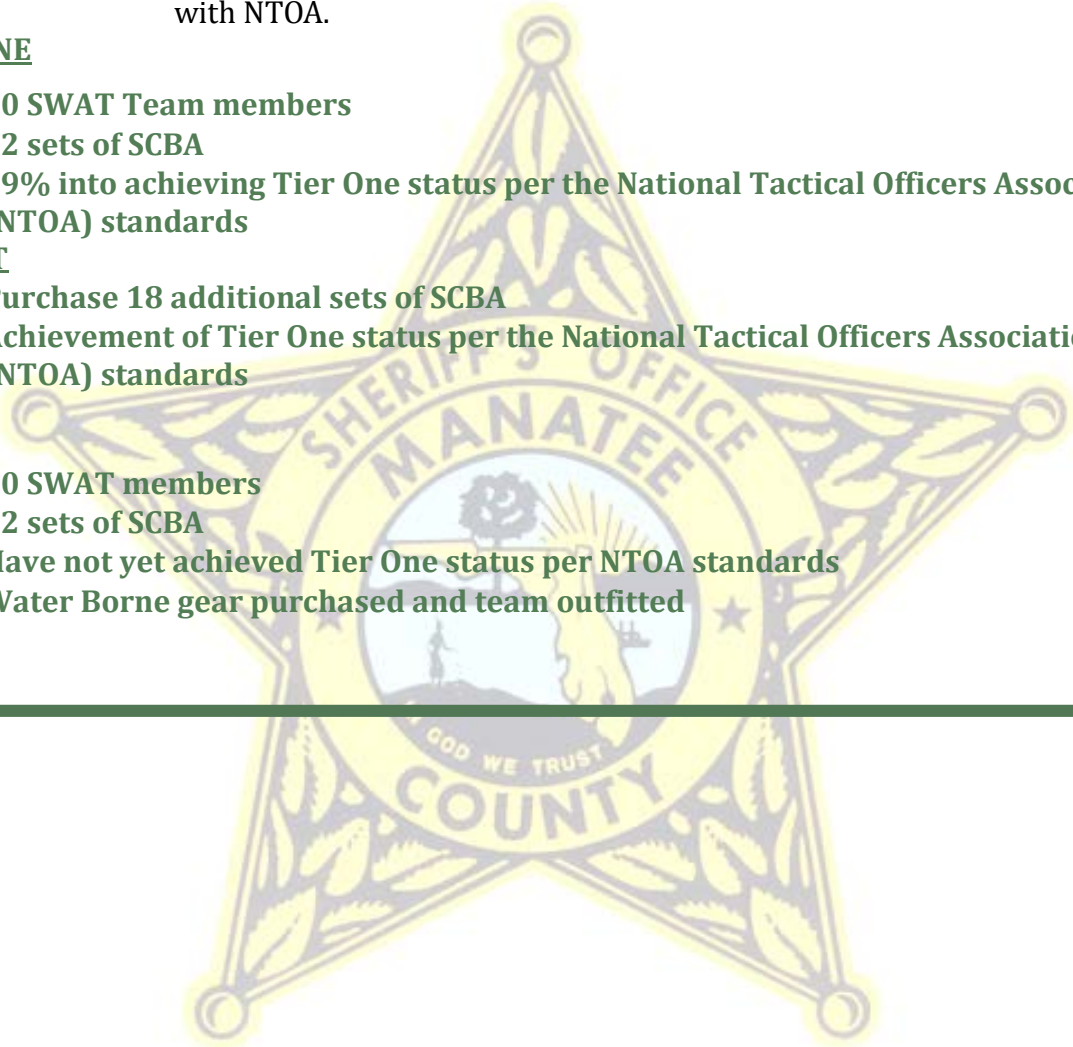 with NTOA.
NE
0 SWAT Team members
2 sets of SCBA
9% into achieving Tier One status per the National Tactical Officers Assoc
NTOA) standards
T
urchase 18 additional sets of SCBA
chievement of Tier One status per the National Tactical Officers Associati
NTOA) standards
SHERIFF'S OFFICE
MANATEE
0 SWAT members
2 sets of SCBA
ave not yet achieved Tier One status per NTOA standards
Water Borne gear purchased and team outfitted
GOD WE TRUST
COUNTY